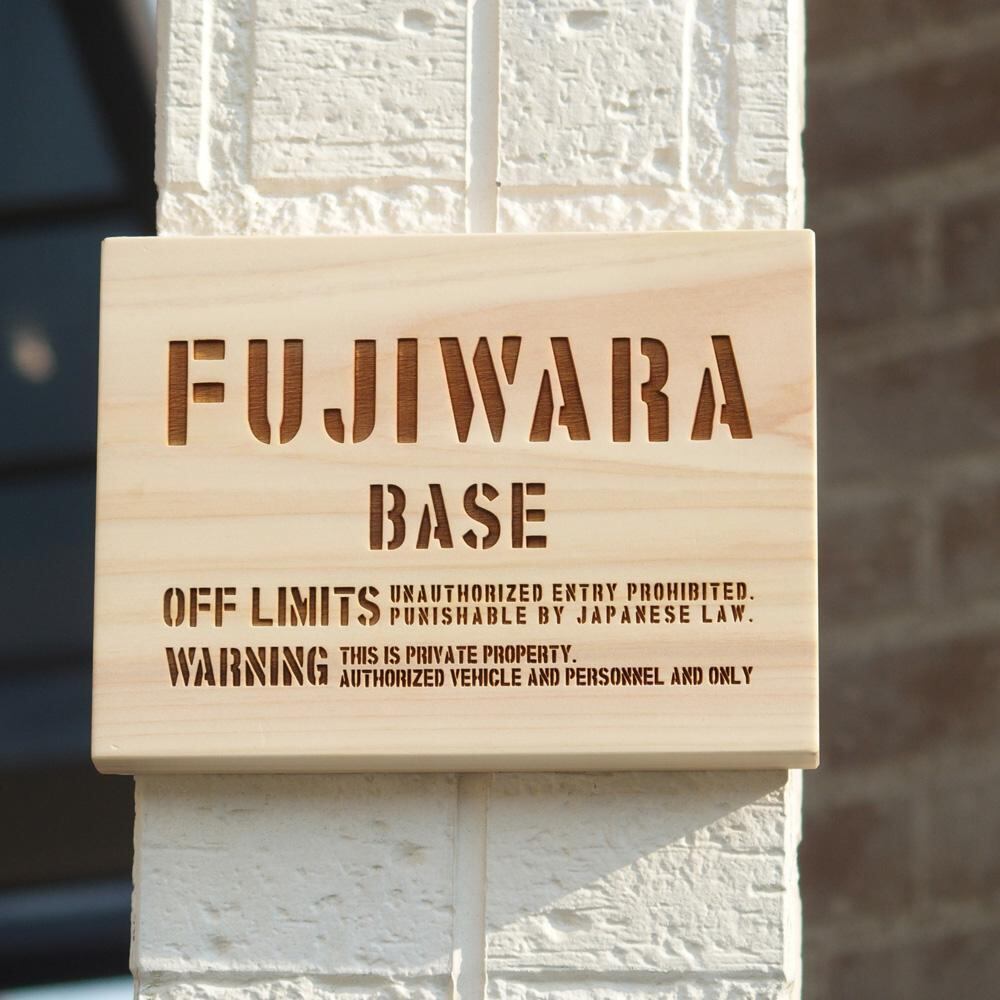 FUJIWARA
BASE
OFF LIMITS UNAUTHORIZED ENTRY PROHIBITED.
PUNISHABLE BY JAPANESE LAW.
WARNING THIS IS PRIVATE PROPERTY.
AUTHORIZED VEHICLE AND PERSONNEL AND ONLY